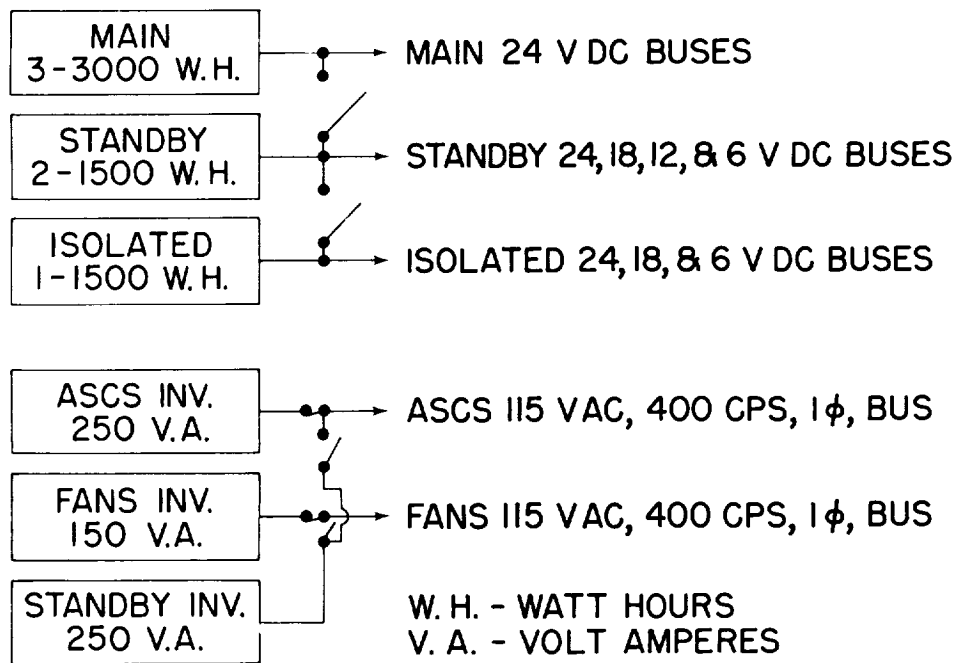 MAIN
3-3000 W.H.
MAIN 24 V DC BUSES
STANDBY
2-1500 W.H.
STANDBY 24, 18, 12, & 6 V DC BUSES
ISOLATED
1-1500 W.H.
ISOLATED 24, 18, & 6 V DC BUSES
ASCS INV.
250 V.A.
ASCS 115 VAC, 400 CPS, 1ϕ, BUS
FANS INV.
150 V.A.
FANS 115 VAC, 400 CPS, 1ϕ, BUS
STANDBY INV.
250 V.A.
W. H. - WATT HOURS
V. A. - VOLT AMPERES